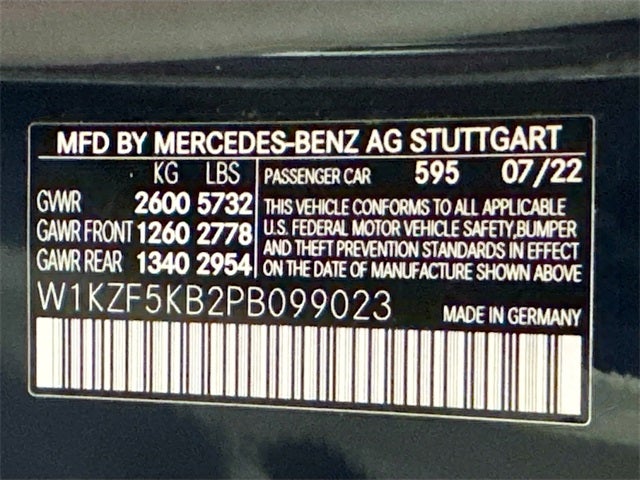 MFD BY MERCEDES-BENZ AG STUTTGART
KG LBS
GVWR 2600 5732
GAWR FRONT 1260 2778
GAWR REAR 1340 2954
PASSENGER CAR 595 07/22
THIS VEHICLE CONFORMS TO ALL APPLICABLE
U.S. FEDERAL MOTOR VEHICLE SAFETY,BUMPER
AND THEFT PREVENTION STANDARDS IN EFFECT
ON THE DATE OF MANUFACTURE SHOWN ABOVE
W1KZF5KB2PB099023 MADE IN GERMANY